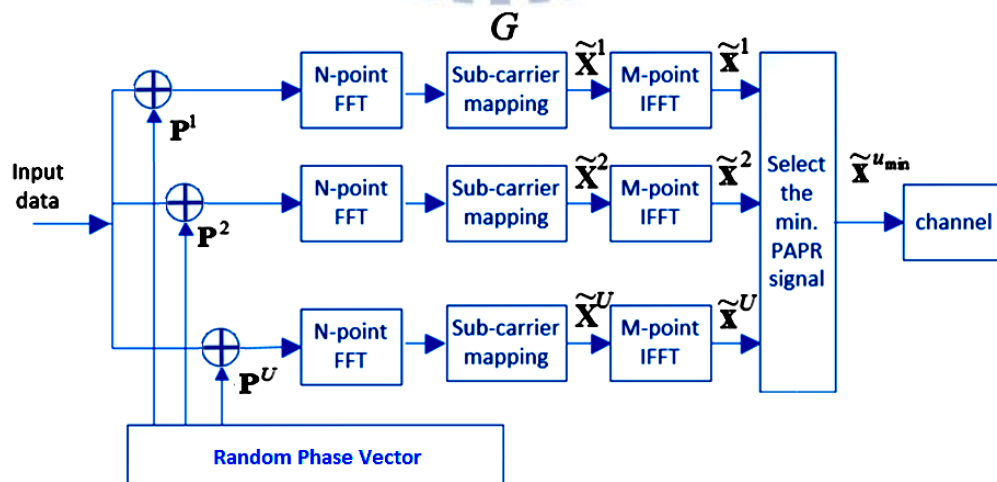 G
N-point
FFT
Sub-carrier
mapping
X̃¹
M-point
IFFT
x̃¹
P¹
Input
data
N-point
FFT
Sub-carrier
mapping
X̃²
M-point
IFFT
x̃²
P²
Select
the
min.
PAPR
signal
x̃ᵘᵐⁱⁿ
channel
N-point
FFT
Sub-carrier
mapping
X̃ᵁ
M-point
IFFT
x̃ᵁ
Pᵁ
Random Phase Vector